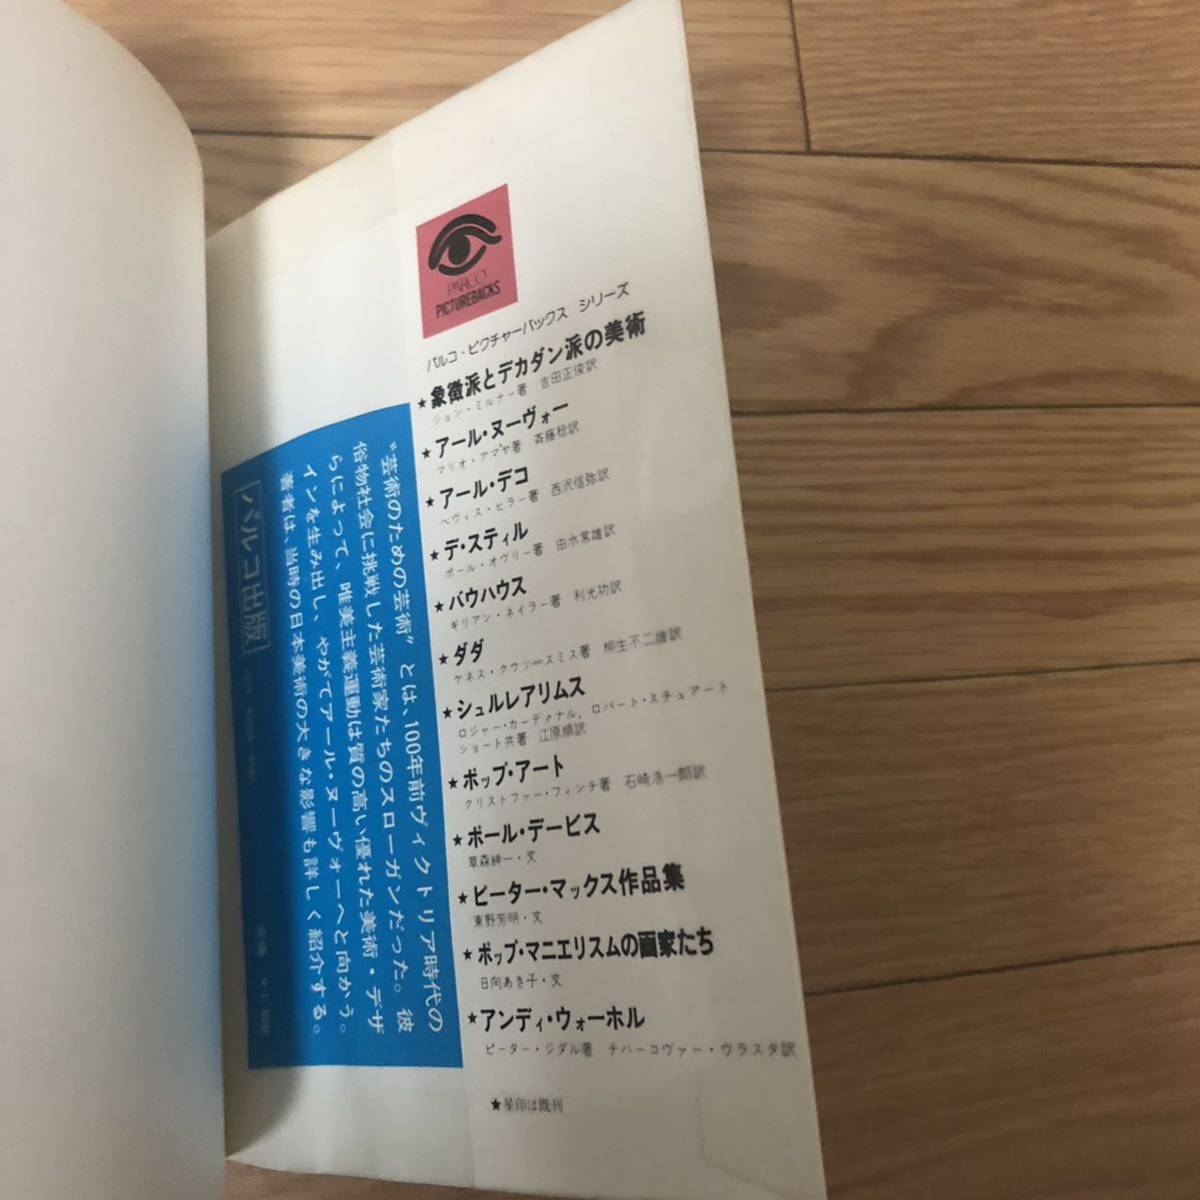 PARCO
PICTUREBACKS
パルコ・ピクチャーバックス シリーズ
★象徴派とデカダン派の美術
ジョン・ミルナー著 吉田正俊訳
★アール・ヌーヴォー
マリオ・アマヤ著 斉藤稔訳
★アール・デコ
ベヴィス・ヒラー著 西沢信弥訳
★デ・スティル
ポール・オヴリー著 由水常雄訳
★バウハウス
ギリアン・ネイラー著 利光功訳
★ダダ
ケネス・クウツ=スミス著 柳生不二雄訳
★シュルレアリムス
ロジャー・カーディナル, ロバート・スチュアート
ショート共著 江原順訳
★ポップ・アート
クリストファー・フィンチ著 石崎浩一郎訳
★ポール・デービス
草森紳一・文
★ピーター・マックス作品集
東野芳明・文
★ポップ・マニエリスムの画家たち
日向あき子・文
★アンディ・ウォーホル
ピーター・ジダル著 チハーコヴァー・ヴラスタ訳
★星印は既刊
“芸術のための芸術”とは、100年前ヴィクトリア時代の
俗物社会に挑戦した芸術家たちのスローガンだった。彼
らによって、唯美主義運動は質の高い優れた美術・デザ
インを生み出し、やがてアール・ヌーヴォーへと向かう。
著者は、当時の日本美術の大きな影響も詳しく紹介する。
パルコ出版